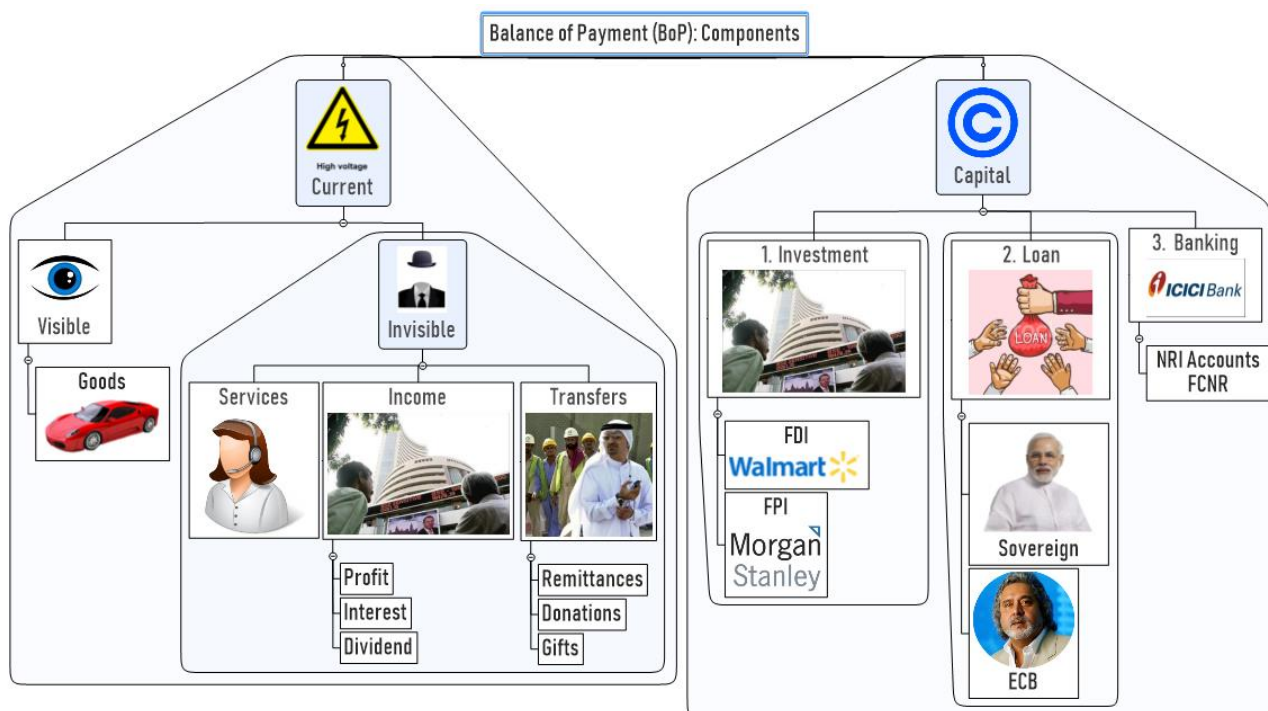 Balance of Payment (BoP): Components
High voltage
Current
Capital
Visible
Goods
Invisible
Services
Income
Profit
Interest
Dividend
Transfers
Remittances
Donations
Gifts
1. Investment
FDI
Walmart
FPI
Morgan
Stanley
2. Loan
LOAN
Sovereign
ECB
3. Banking
ICICI Bank
NRI Accounts
FCNR